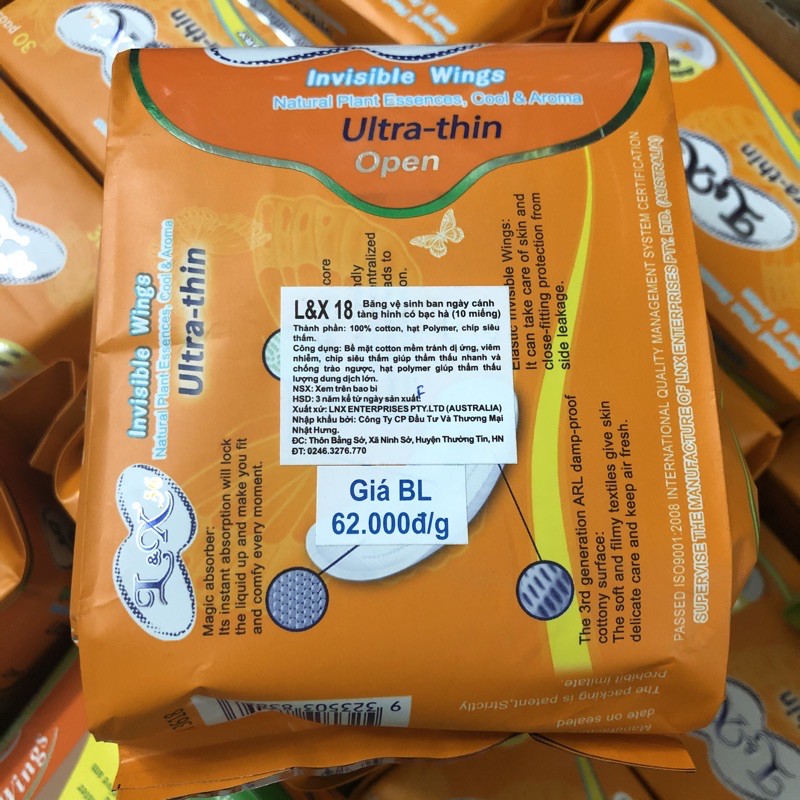 Invisible Wings
Natural Plant Essences, Cool & Aroma
Ultra-thin
Open
Invisible Wings
Natural Plant Essences, Cool & Aroma
Ultra-thin
L&X
Magic absorber:
Its instant absorption will lock
the liquid up and make you fit
and comfy every moment.
core
L&X 18 Băng vệ sinh ban ngày cánh
tàng hình có bạc hà (10 miếng)
Thành phần: 100% cotton, hạt Polymer, chip siêu
thấm.
Công dụng: Bề mặt cotton mềm tránh dị ứng, viêm
nhiễm, chip siêu thấm giúp thẩm thấu nhanh và
chống trào ngược, hạt polymer giúp thấm thấu
lượng dung dịch lớn.
NSX: Xem trên bao bì
HSD: 3 năm kể từ ngày sản xuất
Xuất xứ: LNX ENTERPRISES PTY.LTD (AUSTRALIA)
Nhập khẩu bởi: Công Ty CP Đầu Tư Và Thương Mại
Nhật Hưng.
ĐC: Thôn Bằng Sở, Xã Ninh Sở, Huyện Thường Tín, HN
ĐT: 0246.3276.770
Giá BL
62.000đ/g
Elastic Invisible Wings:
It can take care of skin and
close-fitting protection from
side leakage.
The 3rd generation ARL damp-proof
cottony surface:
The soft and filmy textiles give skin
delicate care and keep air fresh.
PASSED ISO9001:2008 INTERNATIONAL QUALITY MANAGEMENT SYSTEM CERTIFICATION
SUPERVISE THE MANUFACTURE OF LNX ENTERPRISES PTY. LTD. (AUSTRALIA)
date on sealed
The packing is patent,Strictly
Prohibit imitate.
L&X
L&X
Wings